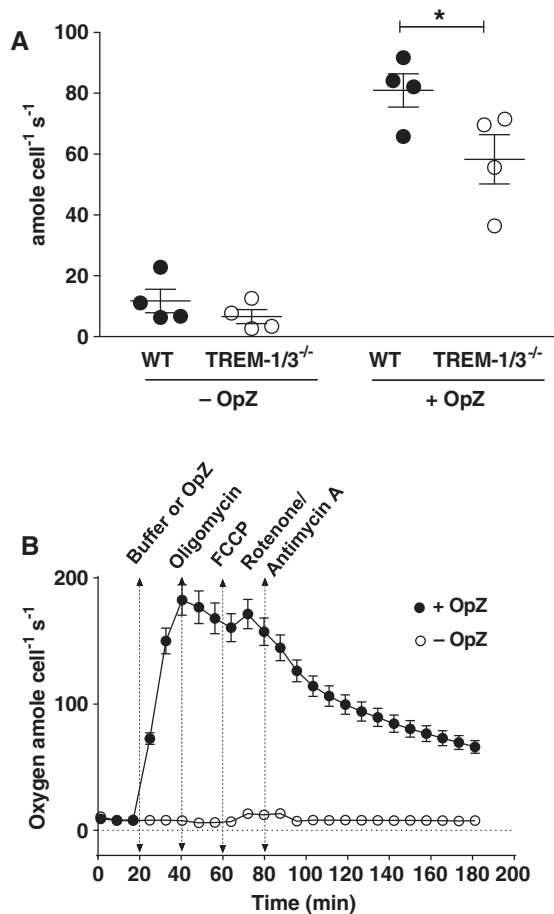 A
*
amole cell⁻¹ s⁻¹
100
80
60
40
20
0
WT TREM-1/3⁻/⁻ WT TREM-1/3⁻/⁻
– OpZ + OpZ
B
Buffer or OpZ
Oligomycin
FCCP
Rotenone/
Antimycin A
Oxygen amole cell⁻¹ s⁻¹
200
100
0
+ OpZ
– OpZ
0 20 40 60 80 100 120 140 160 180 200
Time (min)